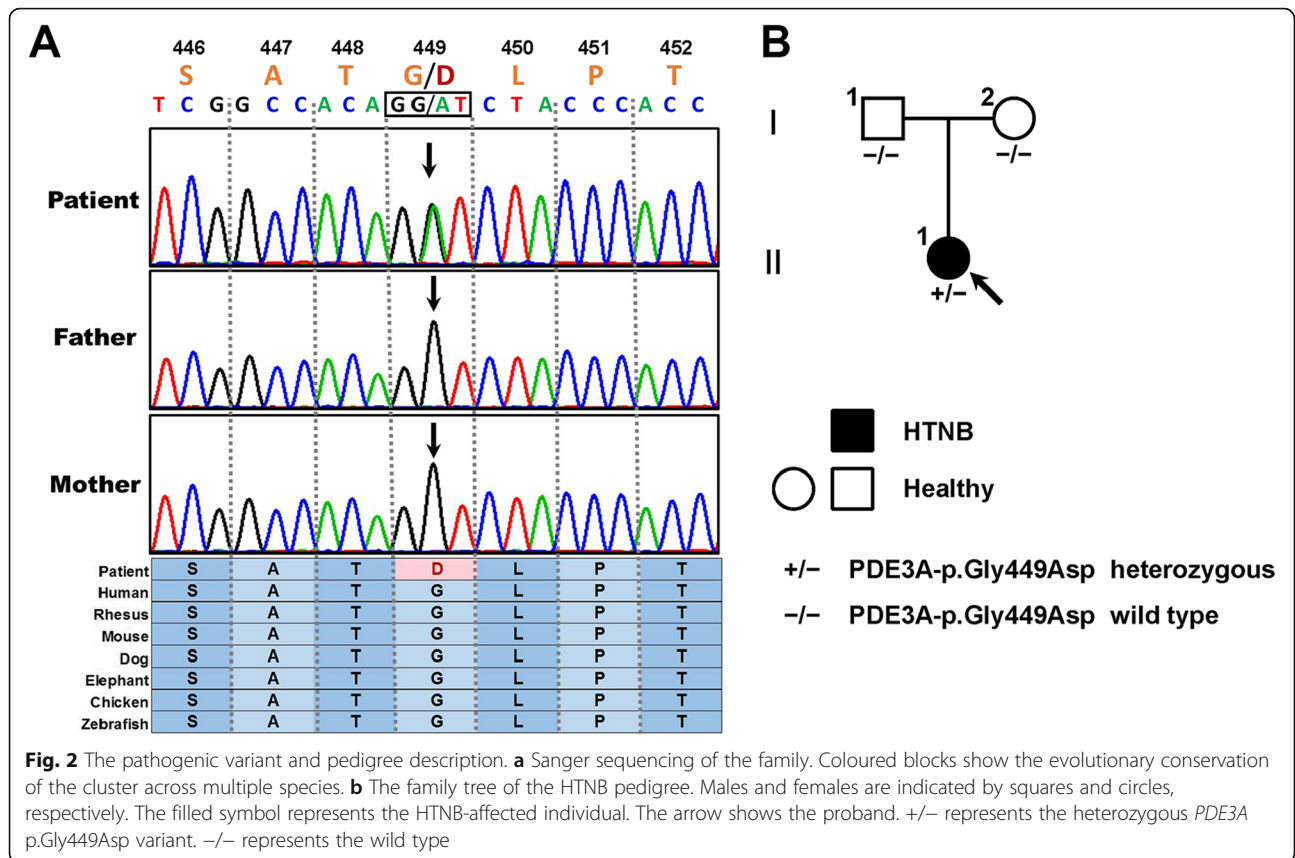 A
446 447 448 449 450 451 452
S A T G/D L P T
T C G G C C A C A G G/A T C T A C C C A C C
Patient
Father
Mother
Patient S A T D L P T
Human S A T G L P T
Rhesus S A T G L P T
Mouse S A T G L P T
Dog S A T G L P T
Elephant S A T G L P T
Chicken S A T G L P T
Zebrafish S A T G L P T
B
I
1 2
−/− −/−
II
1
+/−
HTNB
Healthy
+/− PDE3A-p.Gly449Asp heterozygous
−/− PDE3A-p.Gly449Asp wild type
Fig. 2 The pathogenic variant and pedigree description. a Sanger sequencing of the family. Coloured blocks show the evolutionary conservation
of the cluster across multiple species. b The family tree of the HTNB pedigree. Males and females are indicated by squares and circles,
respectively. The filled symbol represents the HTNB-affected individual. The arrow shows the proband. +/− represents the heterozygous PDE3A
p.Gly449Asp variant. −/− represents the wild type